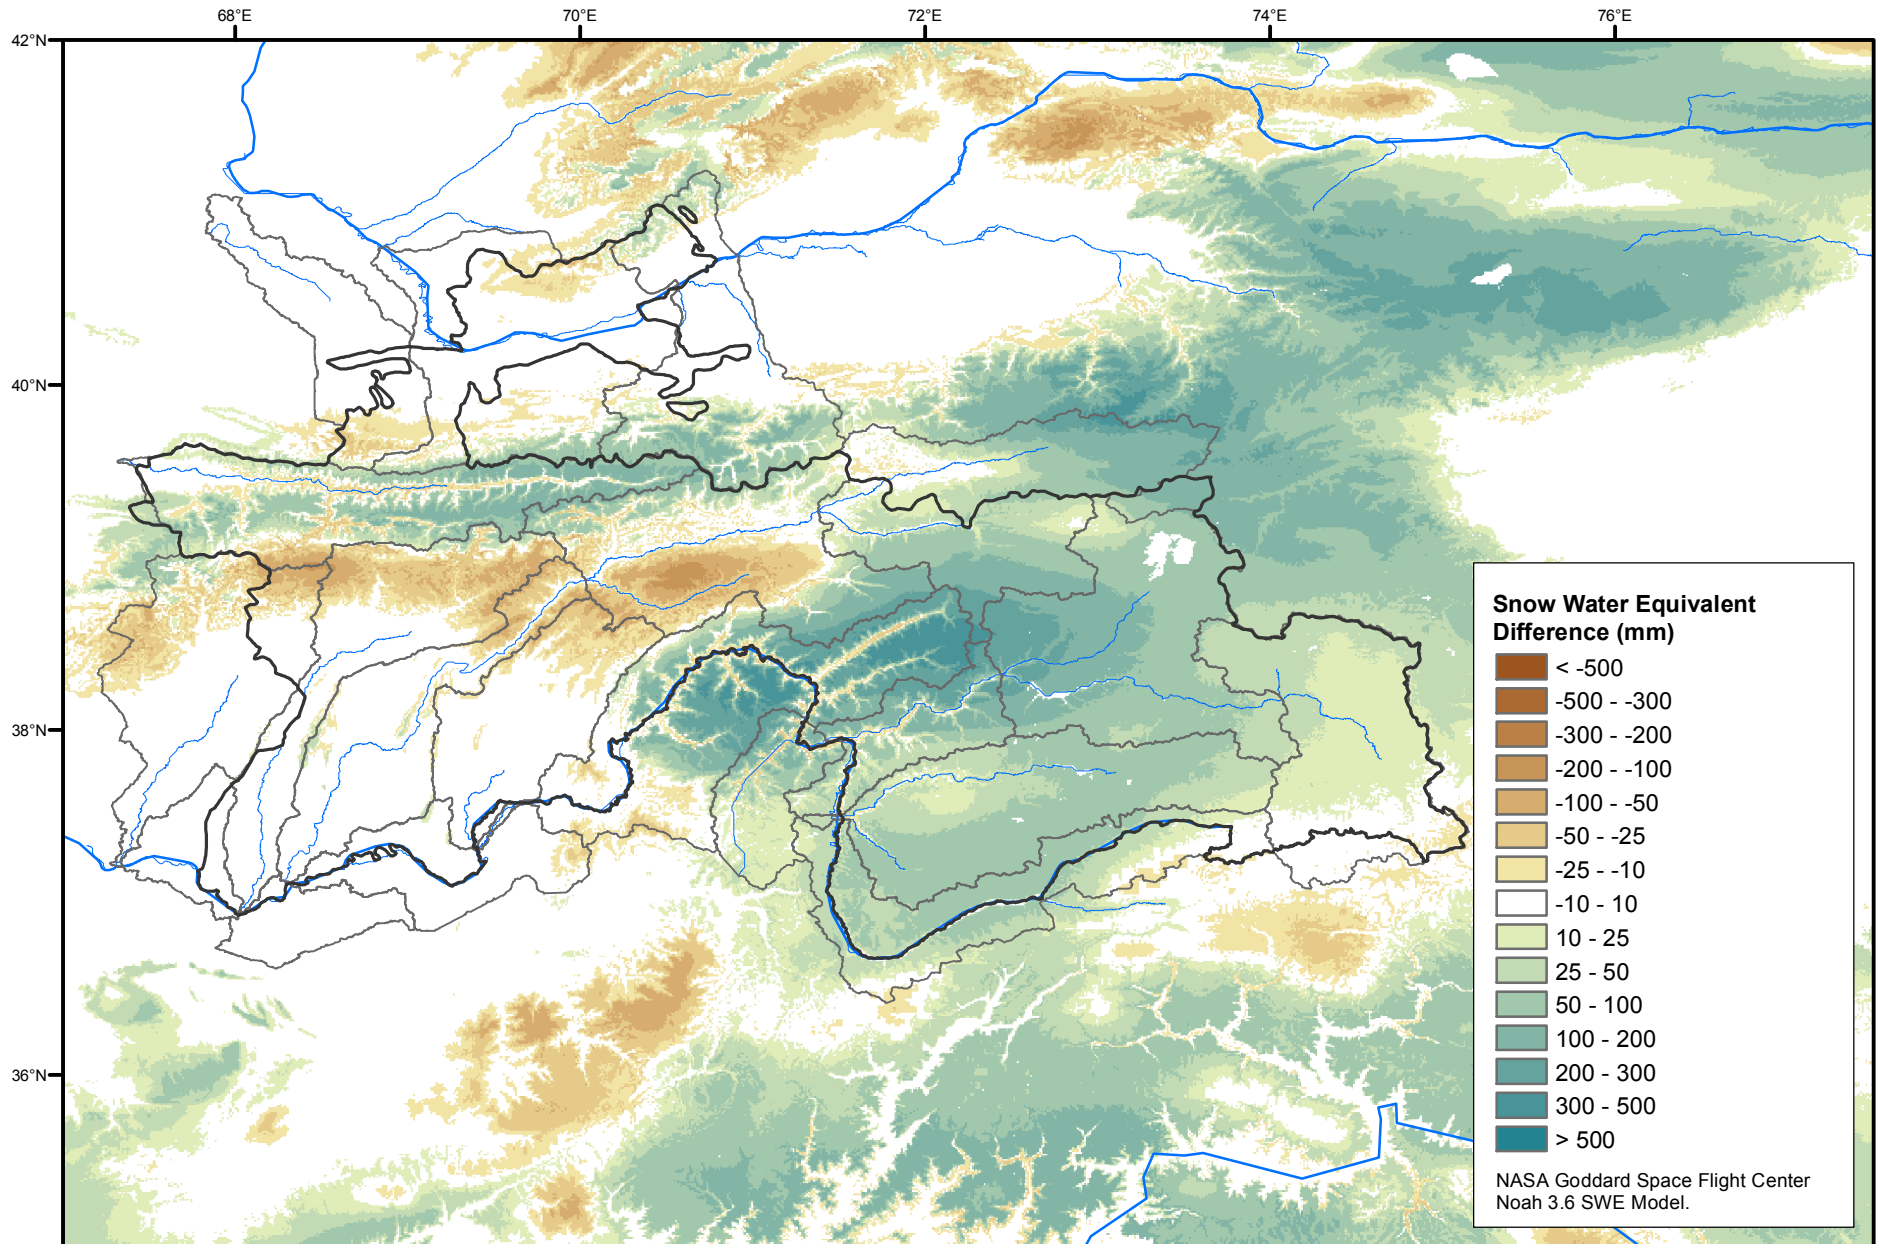 68°E 70°E 72°E 74°E 76°E
42°N
40°N
38°N
36°N
Snow Water Equivalent
Difference (mm)
< -500
-500 - -300
-300 - -200
-200 - -100
-100 - -50
-50 - -25
-25 - -10
-10 - 10
10 - 25
25 - 50
50 - 100
100 - 200
200 - 300
300 - 500
> 500
NASA Goddard Space Flight Center
Noah 3.6 SWE Model.